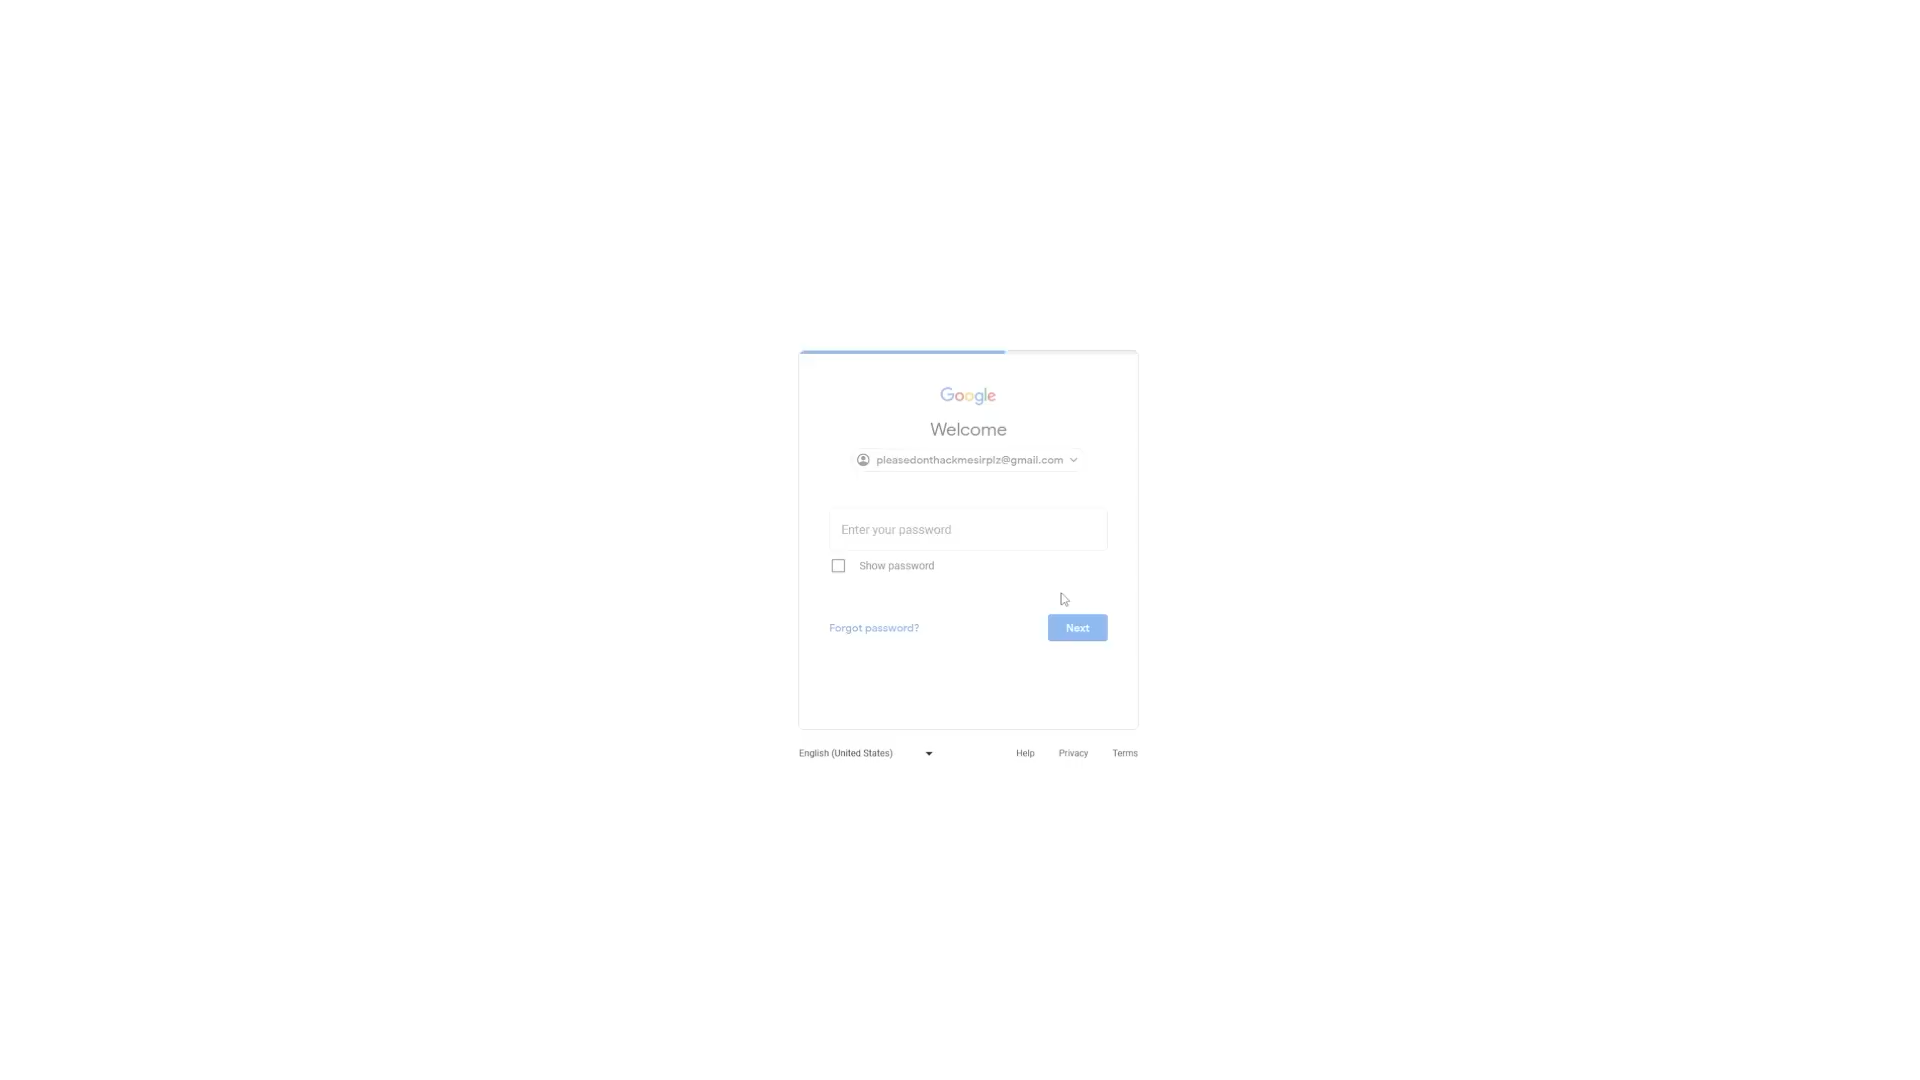 Google
Welcome
pleasedonthackmesirplz@gmail.com
Enter your password
Show password
Forgot password?
Next
English (United States)
Help
Privacy
Terms